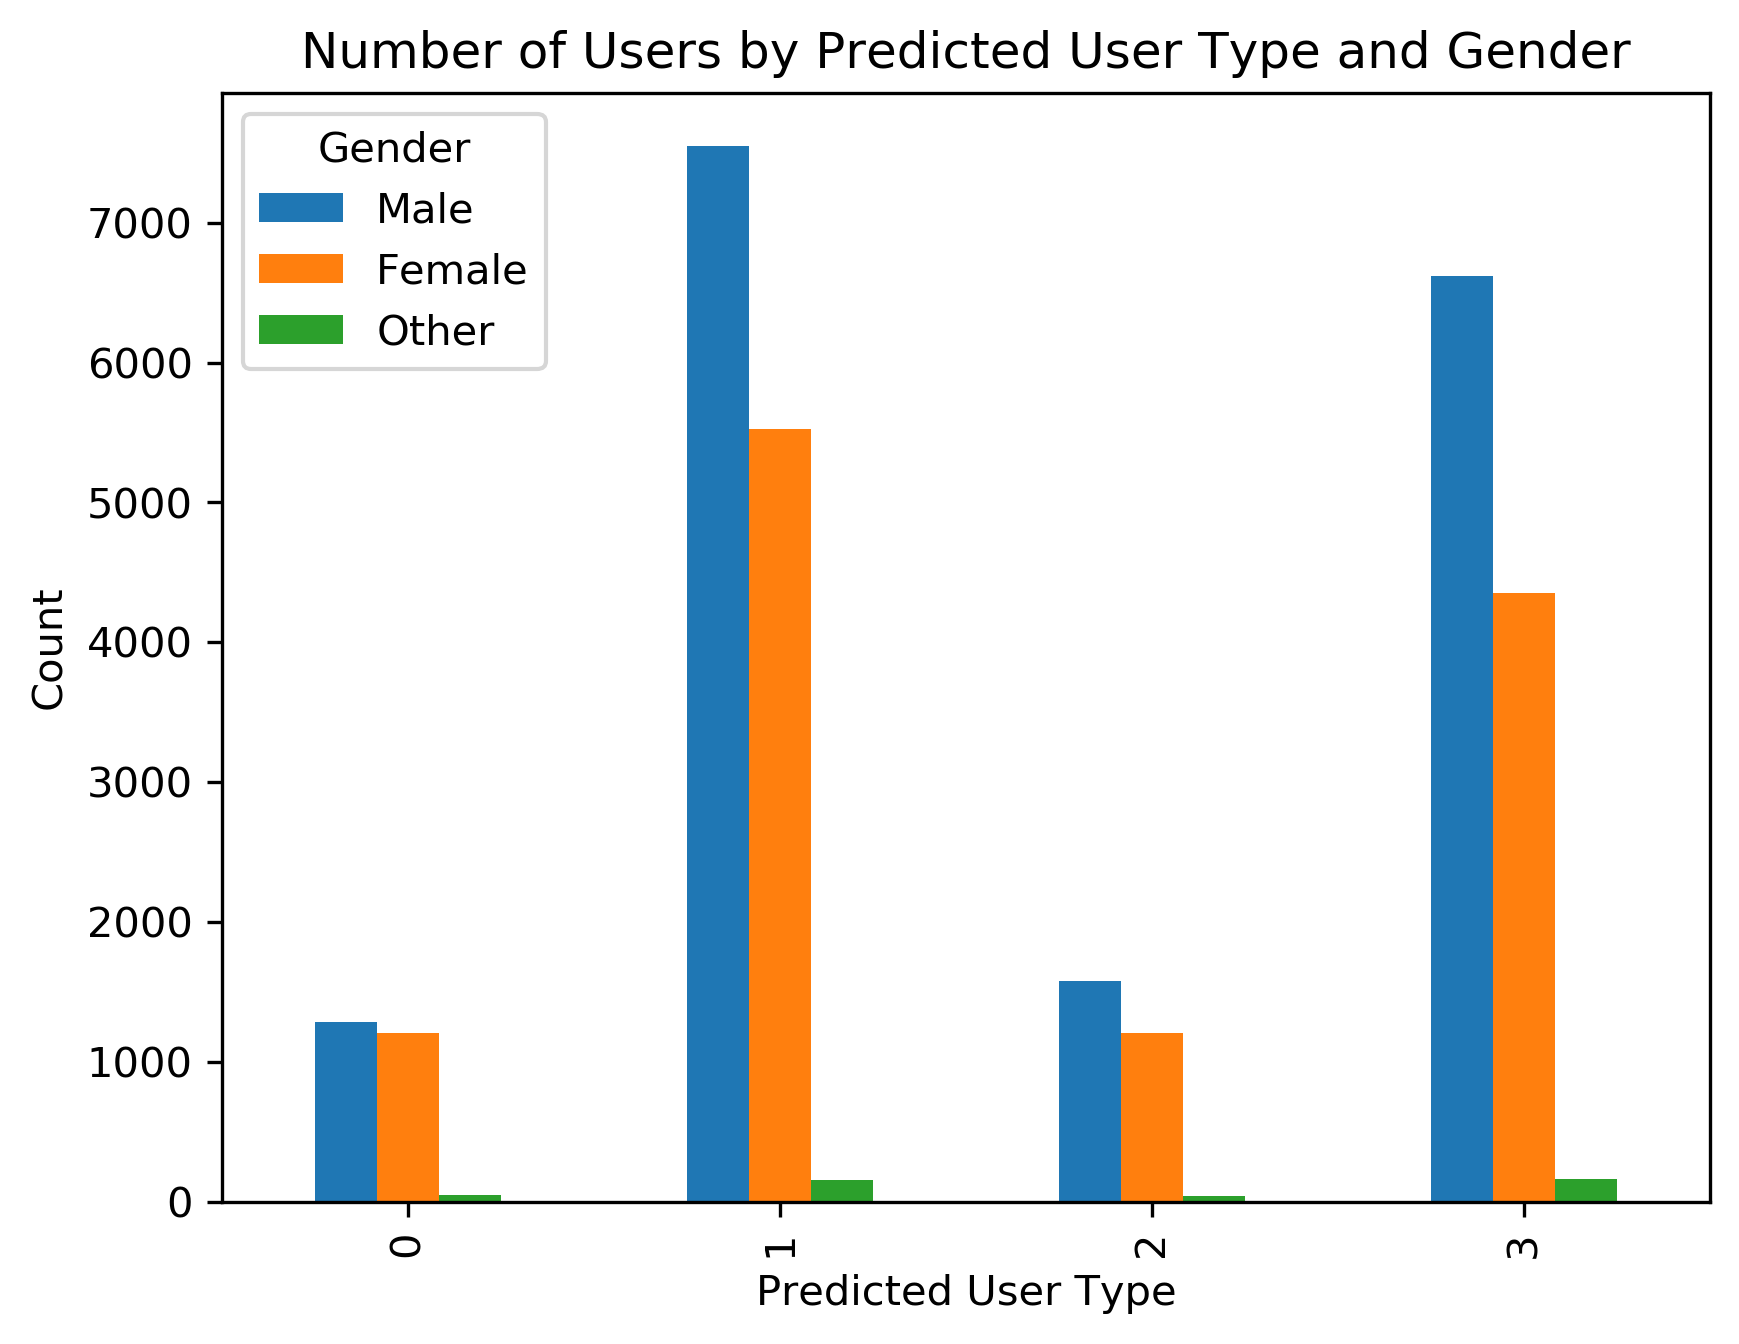 Number of Users by Predicted User Type and Gender
Gender
Male
Female
Other
7000
6000
5000
4000
3000
2000
1000
0
Count
0 1 2 3
Predicted User Type